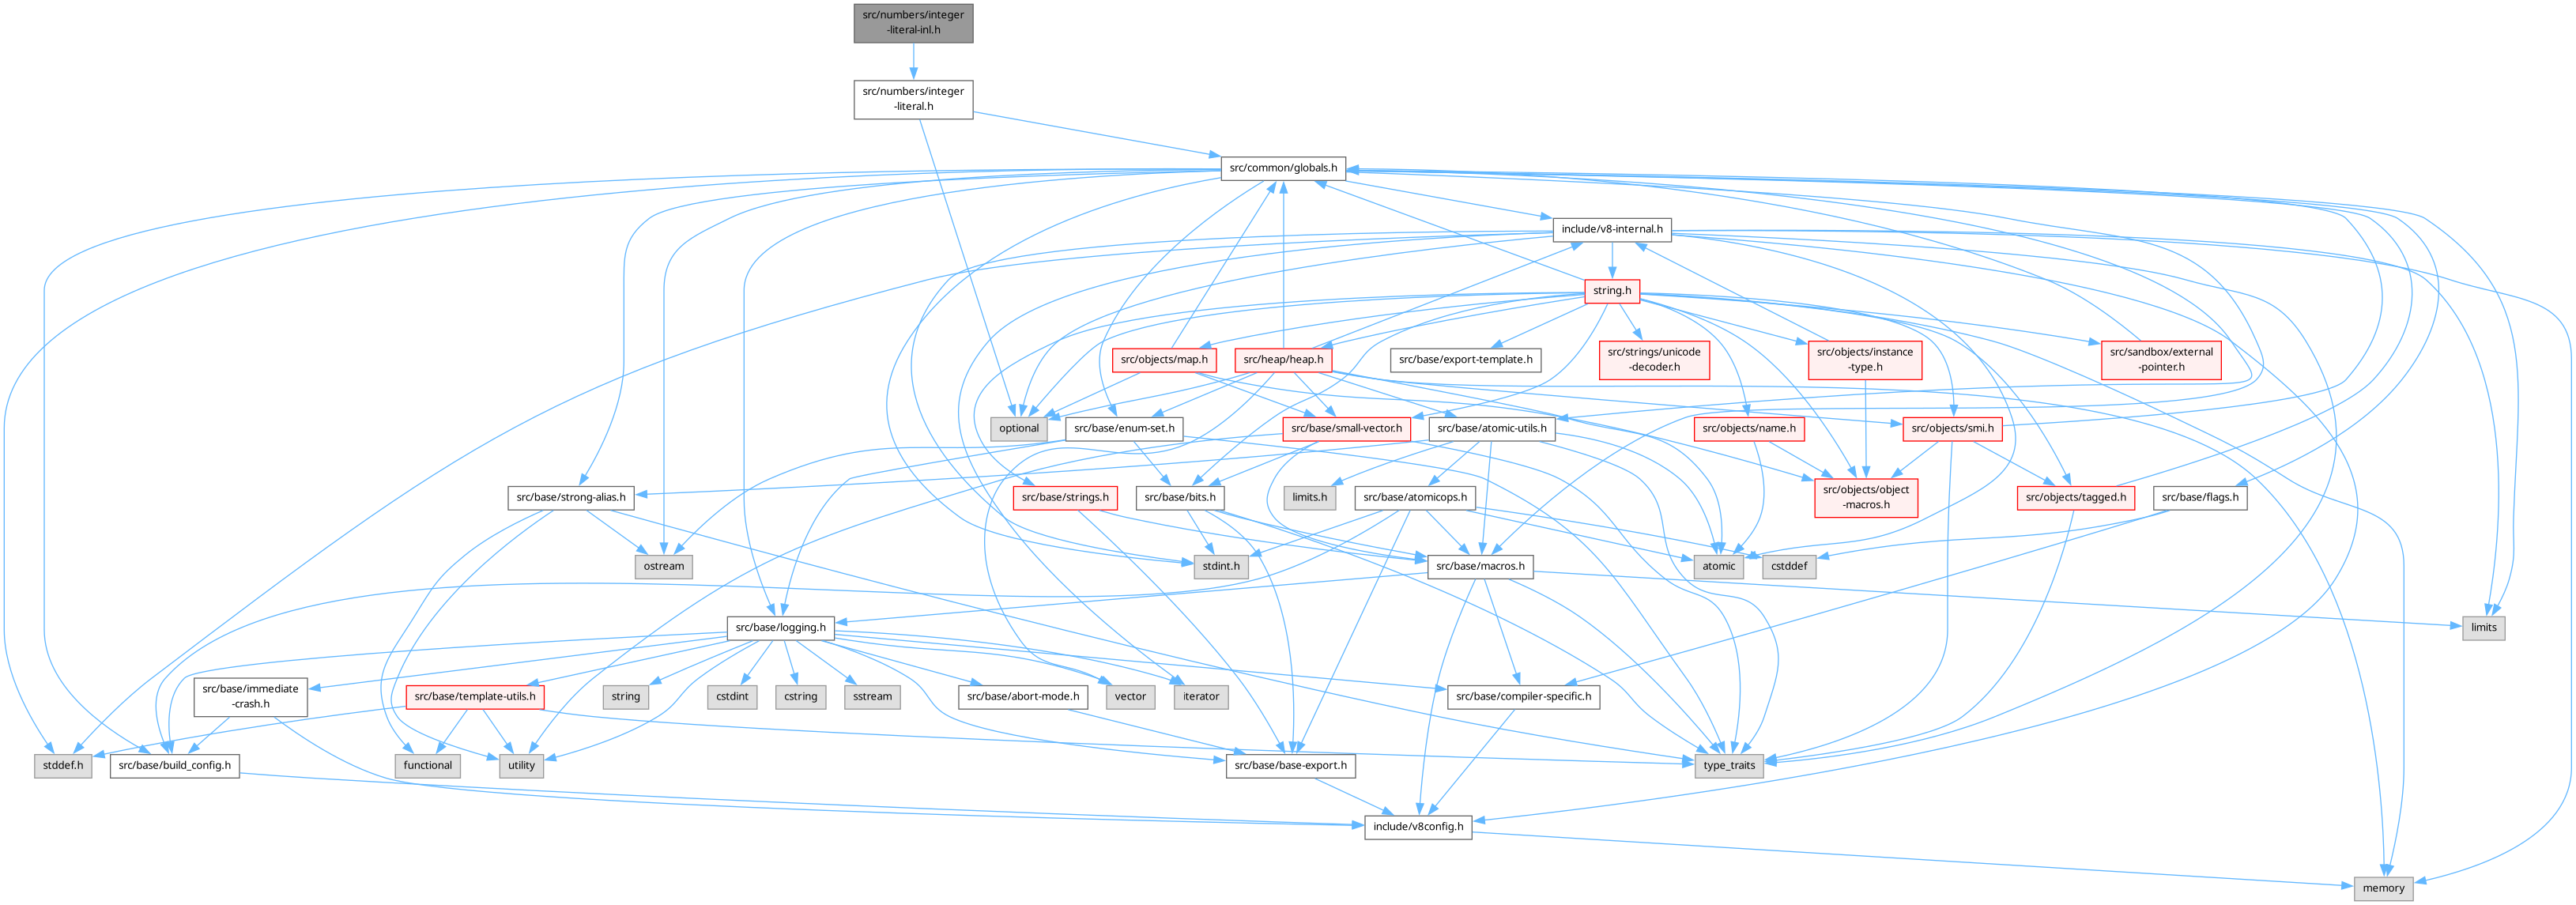 src/numbers/integer
-literal-inl.h
src/numbers/integer
-literal.h
src/common/globals.h
include/v8-internal.h
string.h
src/objects/map.h
src/heap/heap.h
src/base/export-template.h
src/strings/unicode
-decoder.h
src/objects/instance
-type.h
src/sandbox/external
-pointer.h
optional
src/base/enum-set.h
src/base/small-vector.h
src/base/atomic-utils.h
src/objects/name.h
src/objects/smi.h
src/base/strong-alias.h
src/base/strings.h
src/base/bits.h
limits.h
src/base/atomicops.h
src/objects/object
-macros.h
src/objects/tagged.h
src/base/flags.h
ostream
stdint.h
src/base/macros.h
atomic
cstddef
src/base/logging.h
limits
src/base/immediate
-crash.h
src/base/template-utils.h
string
cstdint
cstring
sstream
src/base/abort-mode.h
vector
iterator
src/base/compiler-specific.h
stddef.h
src/base/build_config.h
functional
utility
src/base/base-export.h
type_traits
include/v8config.h
memory